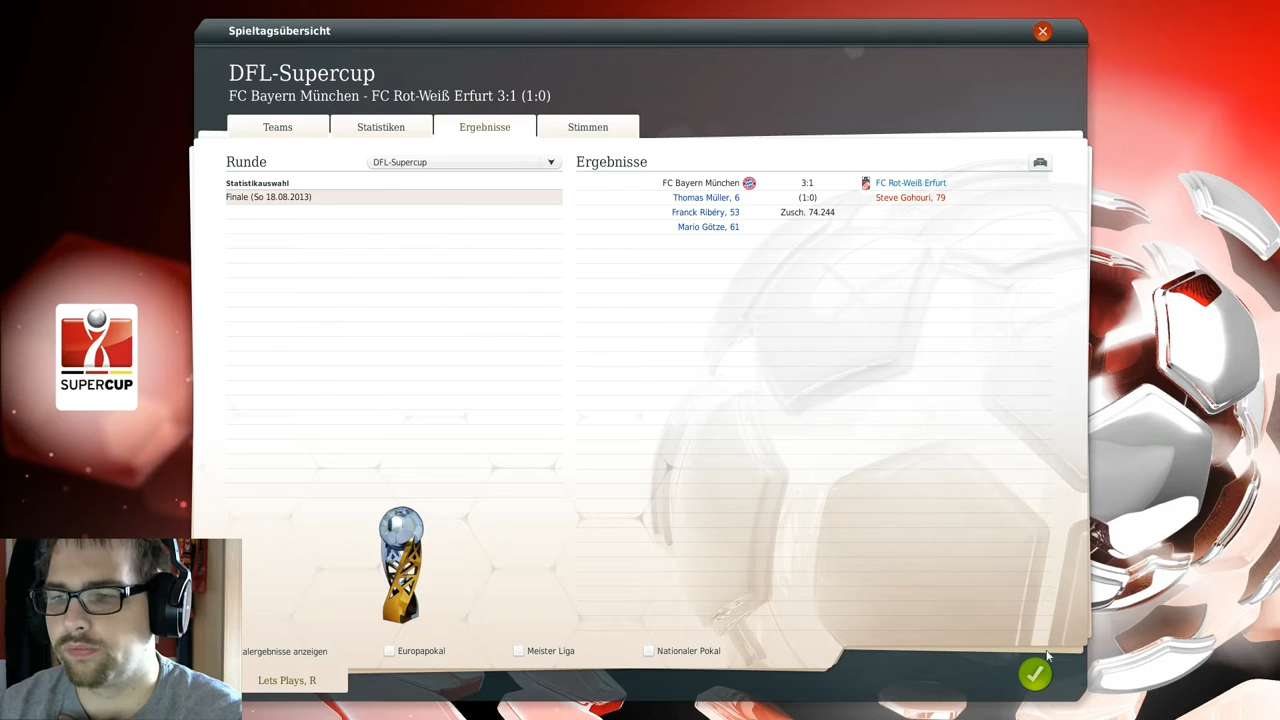 Spieltagsübersicht
DFL-Supercup
FC Bayern München - FC Rot-Weiß Erfurt 3:1 (1:0)
Teams
Statistiken
Ergebnisse
Stimmen
Runde
DFL-Supercup
Statistikauswahl
Finale (So 18.08.2013)
Ergebnisse
FC Bayern München 3:1 FC Rot-Weiß Erfurt
Thomas Müller, 6 (1:0) Steve Gohouri, 79
Franck Ribéry, 53 Zusch. 74.244
Mario Götze, 61
SUPERCUP
alergebnisse anzeigen
Europapokal
Meister Liga
Nationaler Pokal
Lets Plays, R